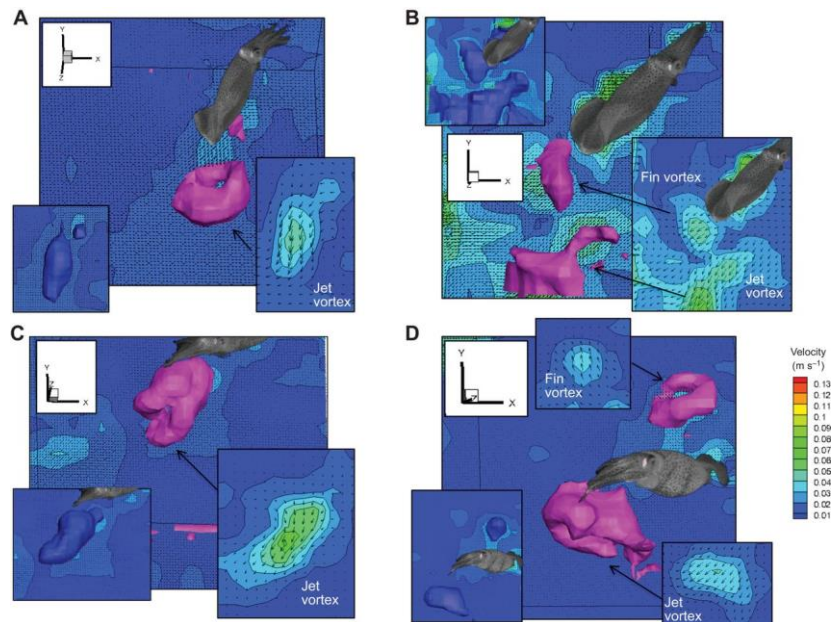 A
Y
X
Z
Jet
vortex
B
Y
Z
X
Fin vortex
Jet
vortex
C
Y
Z
X
Jet
vortex
D
Y
X
Fin
vortex
Jet
vortex
Velocity
(m s⁻¹)
0.13
0.12
0.11
0.1
0.09
0.08
0.07
0.06
0.05
0.04
0.03
0.02
0.01